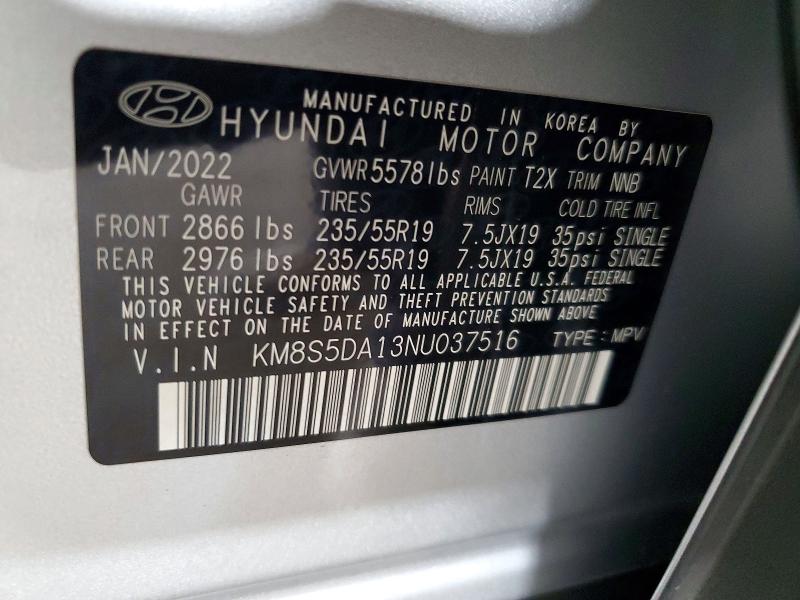 MANUFACTURED IN KOREA BY
HYUNDAI MOTOR COMPANY
JAN/2022 GVWR 5578 lbs PAINT T2X TRIM NNB
GAWR TIRES RIMS COLD TIRE INFL
FRONT 2866 lbs 235/55R19 7.5JX19 35psi SINGLE
REAR 2976 lbs 235/55R19 7.5JX19 35psi SINGLE
THIS VEHICLE CONFORMS TO ALL APPLICABLE U.S.A. FEDERAL
MOTOR VEHICLE SAFETY AND THEFT PREVENTION STANDARDS
IN EFFECT ON THE DATE OF MANUFACTURE SHOWN ABOVE
V.I.N KM8S5DA13NU037516 TYPE : MPV